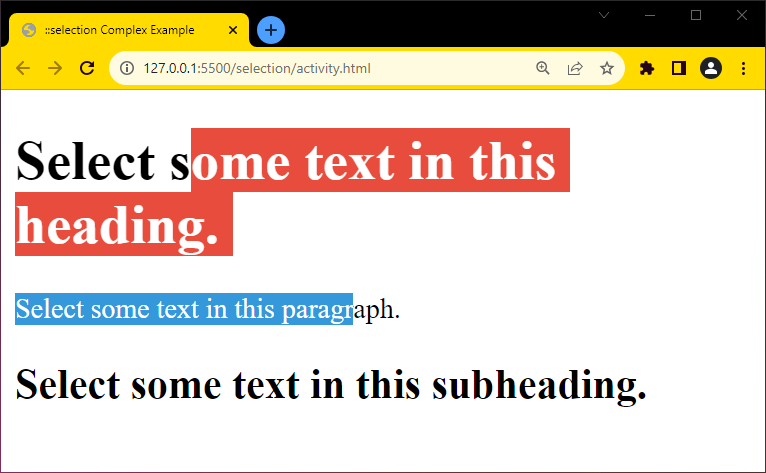 ::selection Complex Example
127.0.0.1:5500/selection/activity.html
Select some text in this
heading.
Select some text in this paragraph.
Select some text in this subheading.